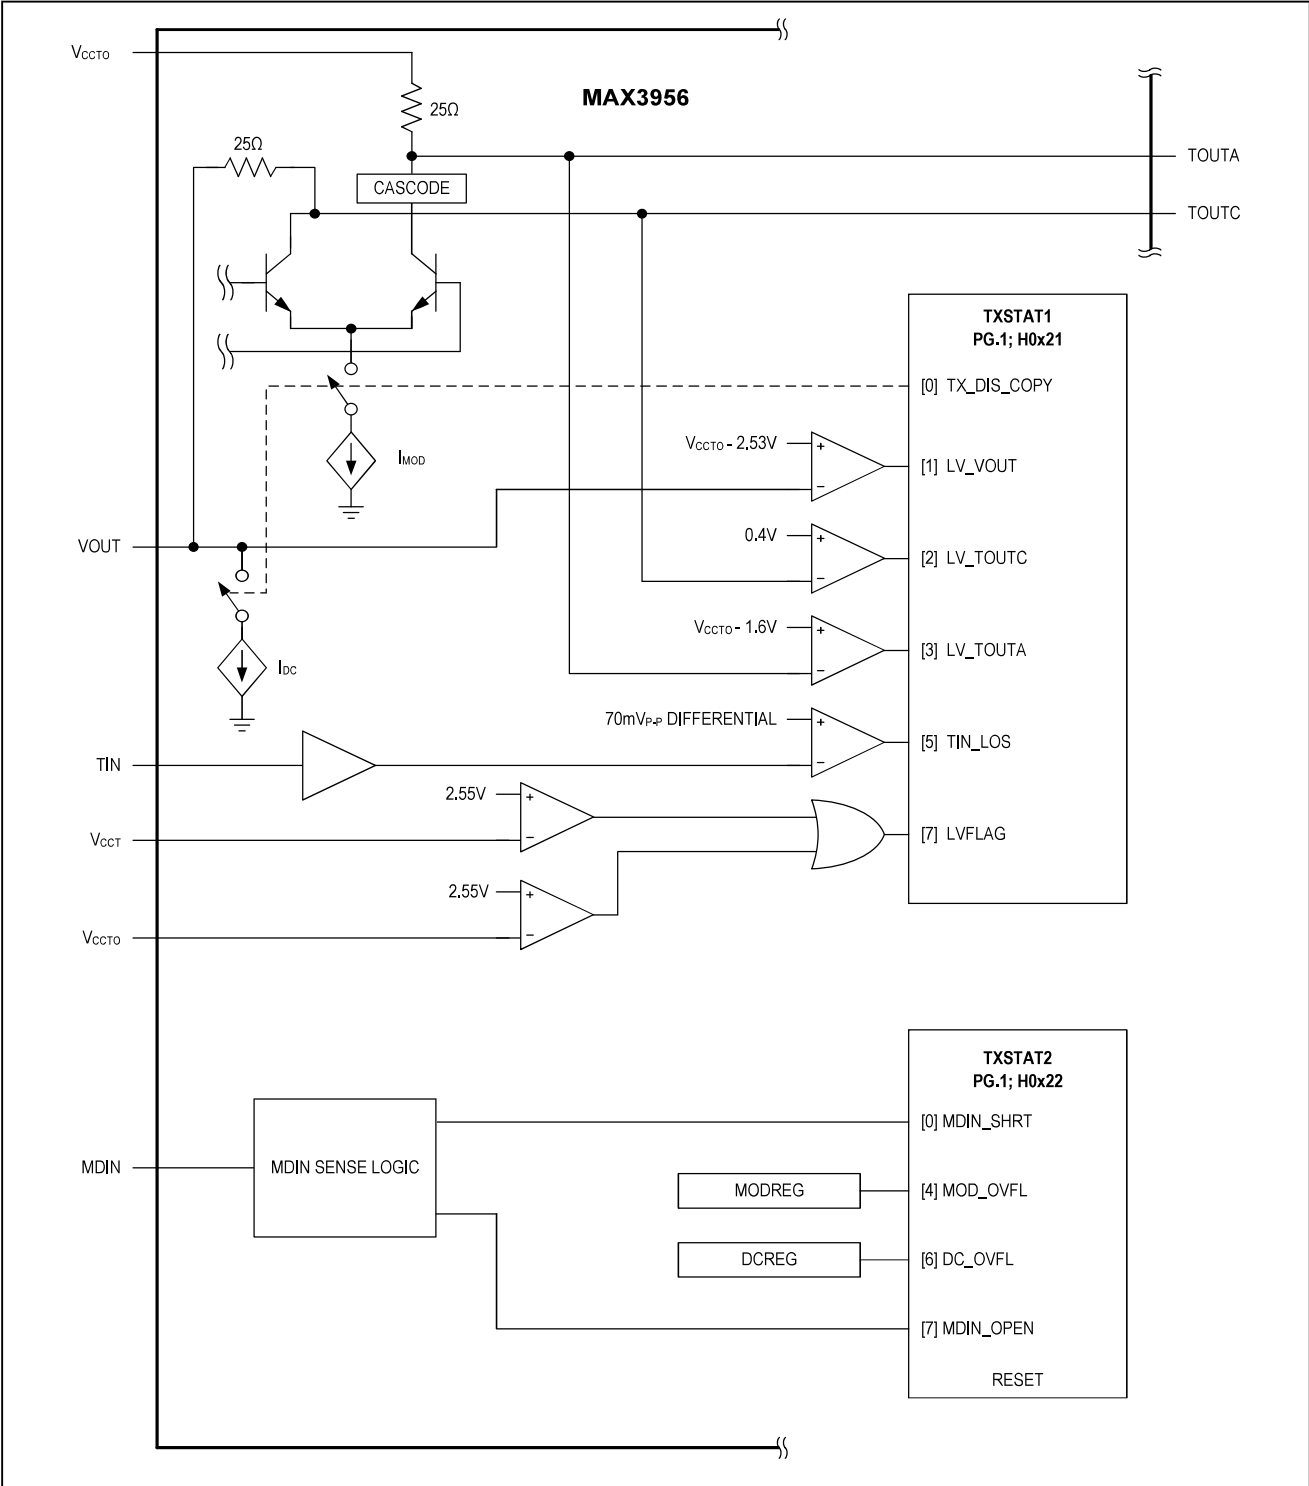 VCCTO
MAX3956
25Ω
25Ω
TOUTA
CASCODE
TOUTC
TXSTAT1
PG.1; H0x21
[0] TX_DIS_COPY
VCCTO - 2.53V
+
−
[1] LV_VOUT
IMOD
0.4V
+
−
[2] LV_TOUTC
VOUT
VCCTO - 1.6V
+
−
[3] LV_TOUTA
IDC
70mVP-P DIFFERENTIAL
+
−
[5] TIN_LOS
TIN
2.55V
+
−
VCCT
[7] LVFLAG
2.55V
+
−
VCCTO
TXSTAT2
PG.1; H0x22
[0] MDIN_SHRT
MDIN
MDIN SENSE LOGIC
MODREG
[4] MOD_OVFL
DCREG
[6] DC_OVFL
[7] MDIN_OPEN
RESET